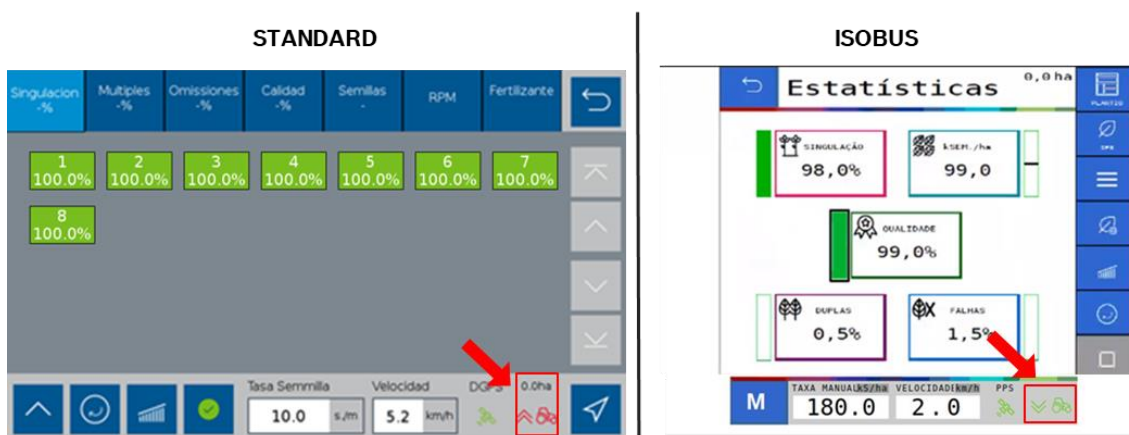 STANDARD
Singulacion
-%
Multiples
-%
Omissiones
-%
Calidad
-%
Semillas
-
RPM
Fertilizante
1
100.0%
2
100.0%
3
100.0%
4
100.0%
5
100.0%
6
100.0%
7
100.0%
8
100.0%
Tasa Semmilla
10.0 s./m
Velocidad
5.2 km/h
DGPS
0.0ha
ISOBUS
Estatísticas
0,0 ha
PLANTIO
DPS
SINGULAÇÃO
98,0%
kSEM./ha
99,0
QUALIDADE
99,0%
DUPLAS
0,5%
FALHAS
1,5%
M
TAXA MANUAL kS/ha
180.0
VELOCIDADE km/h
2.0
PPS